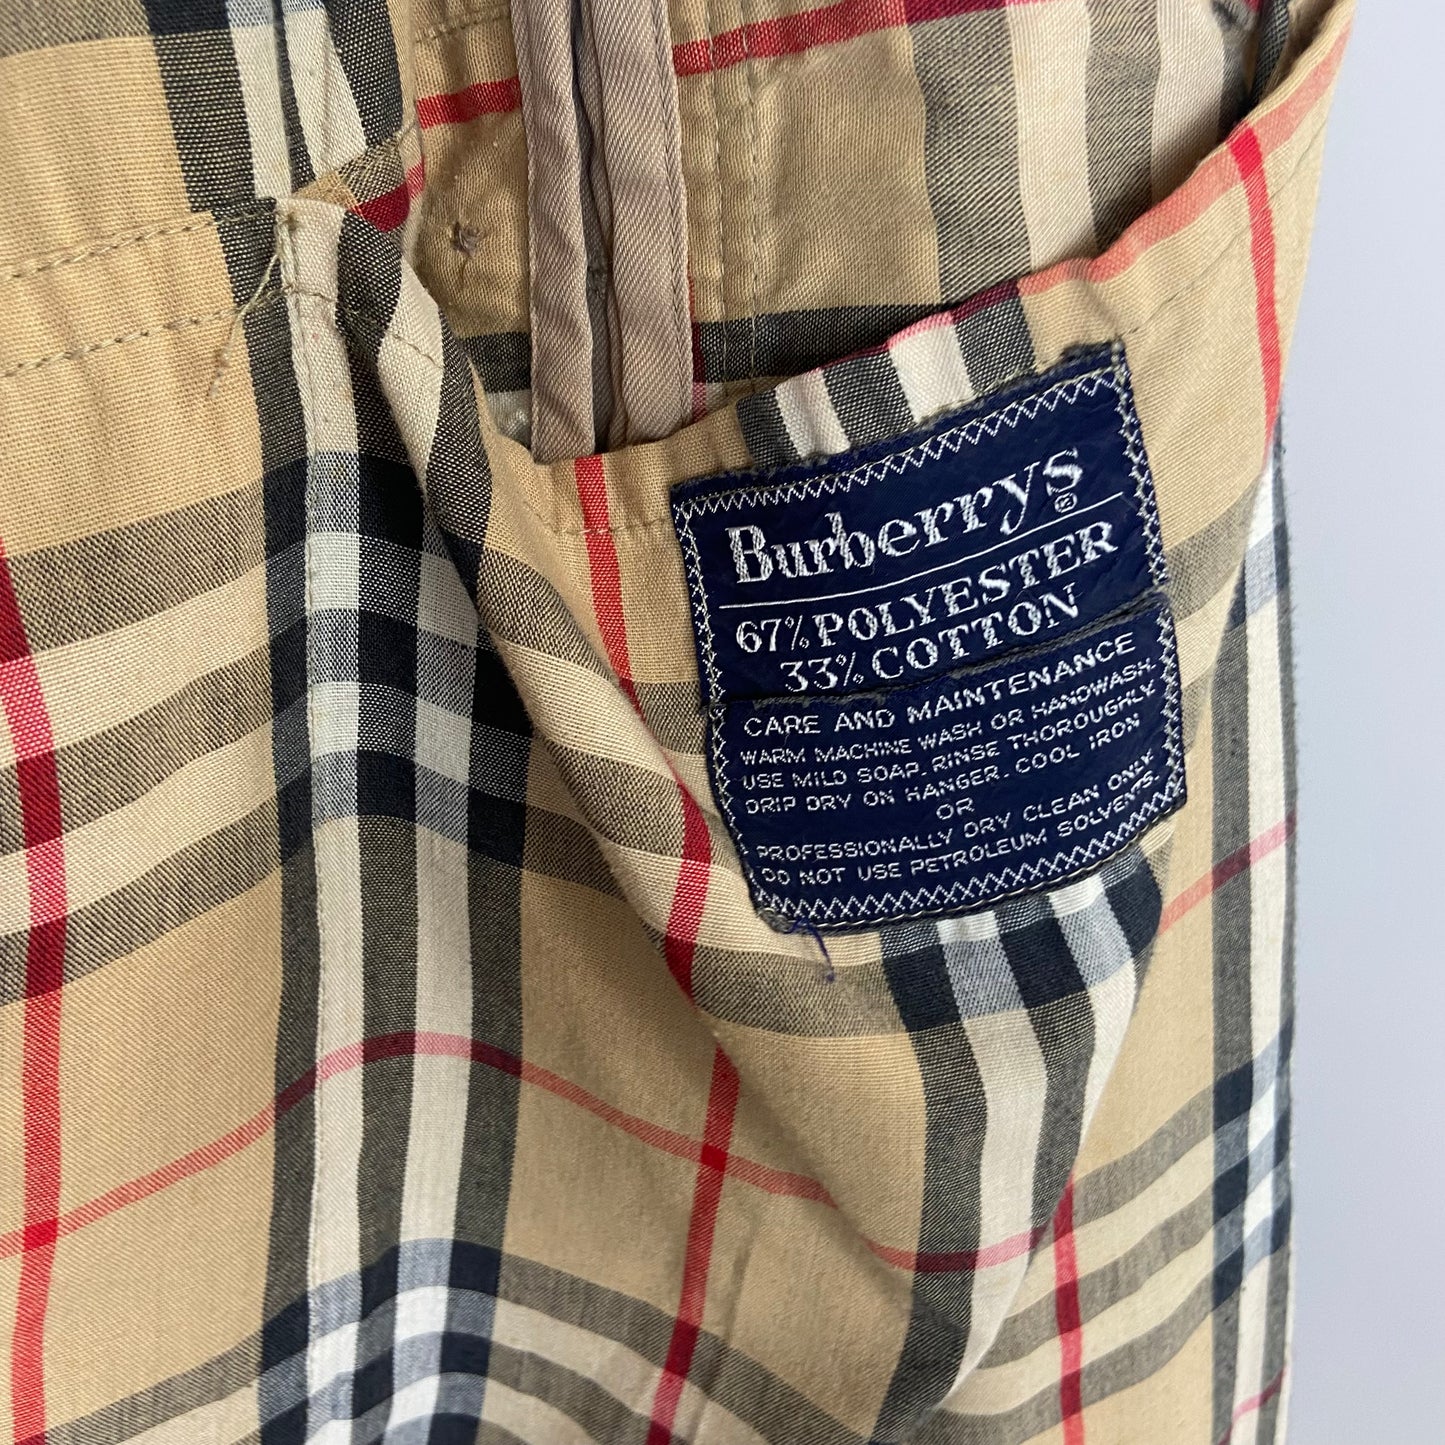 Burberrys®
67% POLYESTER
33% COTTON
CARE AND MAINTENANCE
WARM MACHINE WASH OR HANDWASH.
USE MILD SOAP. RINSE THOROUGHLY
DRIP DRY ON HANGER. COOL IRON
OR
PROFESSIONALLY DRY CLEAN ONLY
DO NOT USE PETROLEUM SOLVENTS.